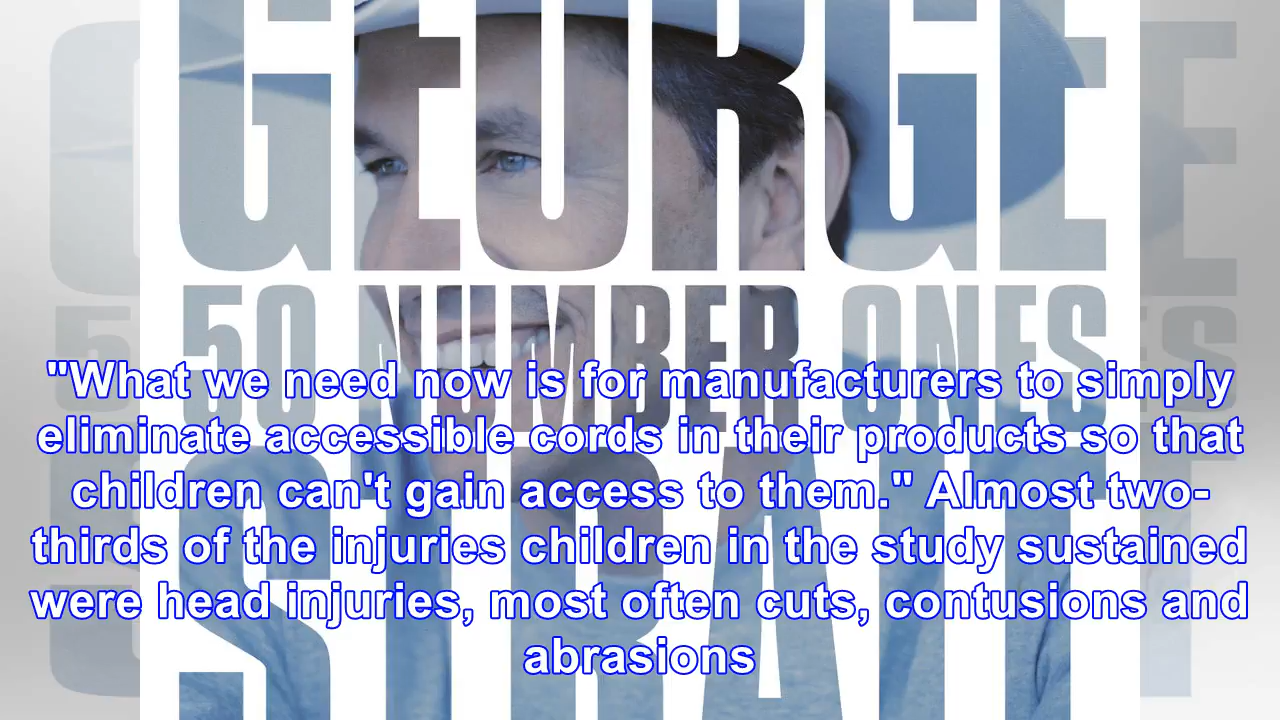 GEORGE
50 NUMBER ONES
STRAIT
"What we need now is for manufacturers to simply
eliminate accessible cords in their products so that
children can't gain access to them." Almost two-
thirds of the injuries children in the study sustained
were head injuries, most often cuts, contusions and
abrasions